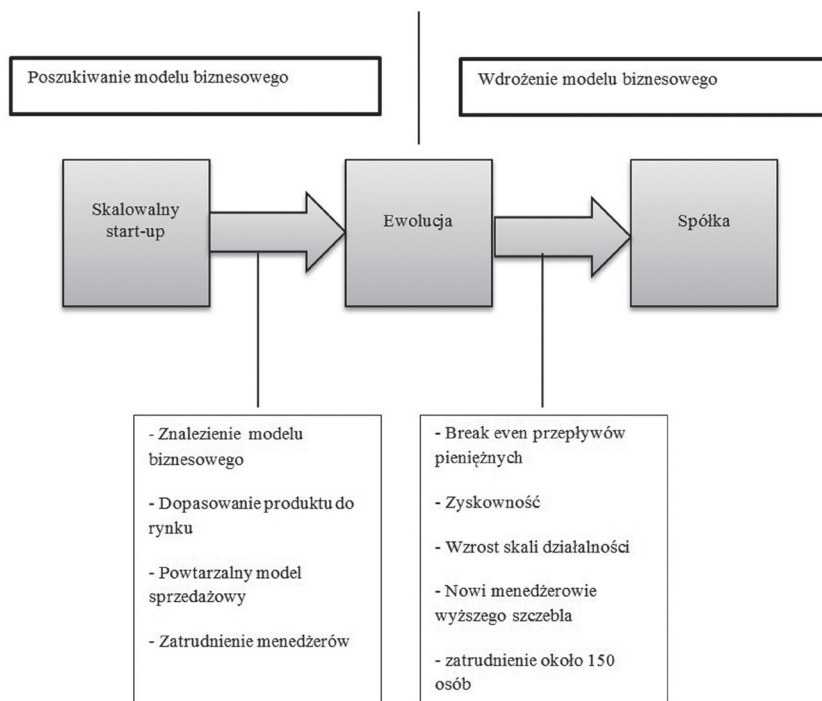 Poszukiwanie modelu biznesowego
Wdrożenie modelu biznesowego
Skalowalny
start-up
Ewolucja
Spółka
- Znalezienie modelu
biznesowego
- Dopasowanie produktu do
rynku
- Powtarzalny model
sprzedażowy
- Zatrudnienie menedżerów
- Break even przepływów
pieniężnych
- Zyskowność
- Wzrost skali działalności
- Nowi menedżerowie
wyższego szczebla
- zatrudnienie około 150
osób